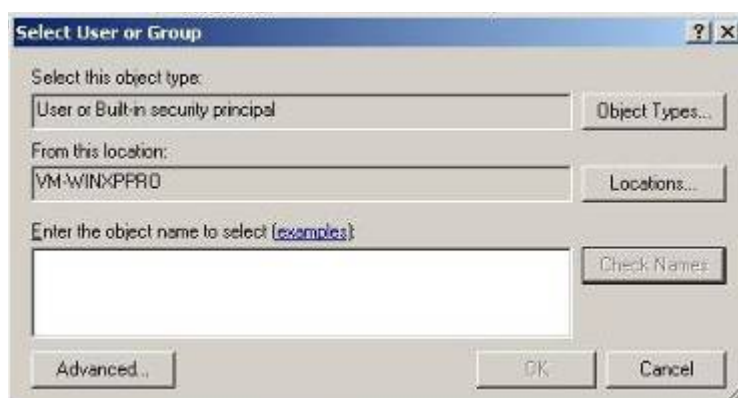 Select User or Group
Select this object type:
User or Built-in security principal
Object Types...
From this location:
VM-WINXPPRO
Locations...
Enter the object name to select (examples):
Check Names
Advanced...
OK
Cancel